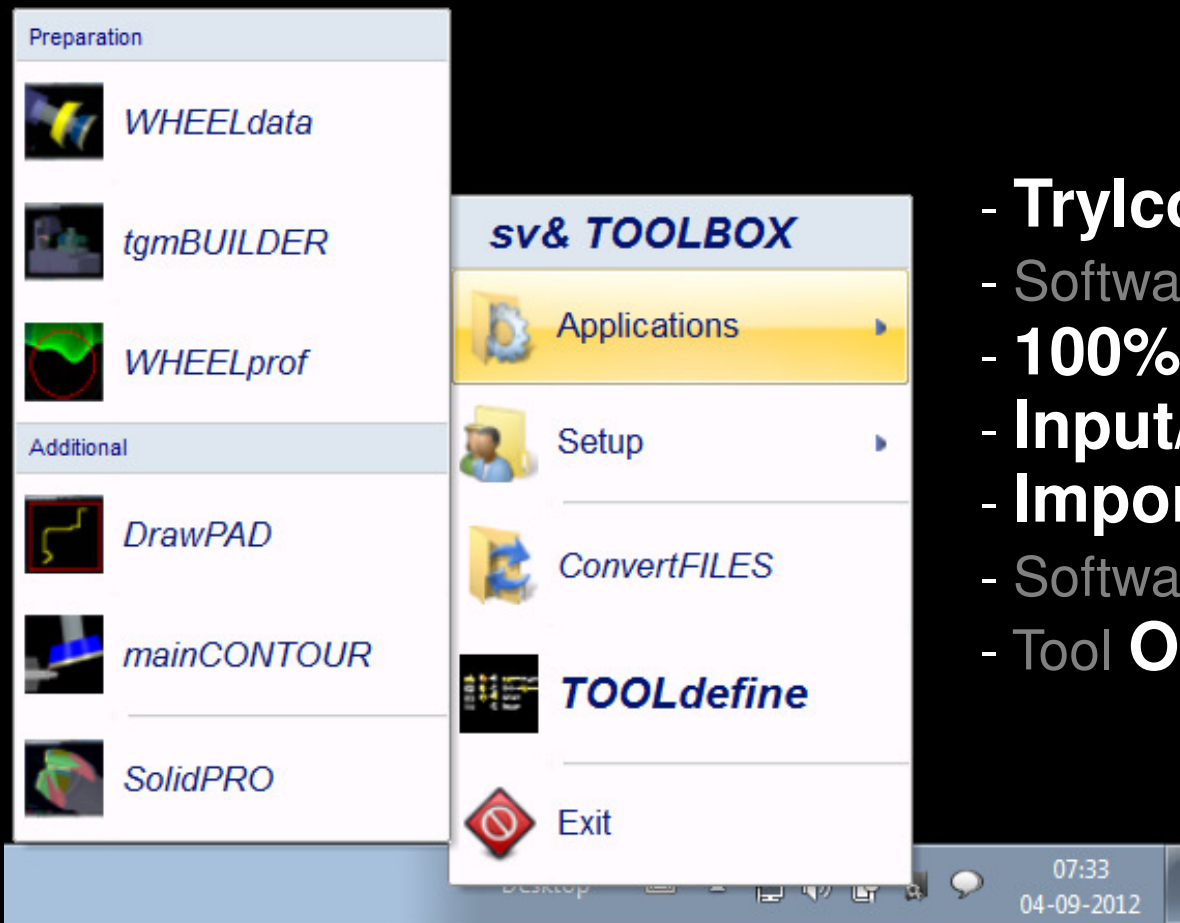 Preparation
WHEELdata
tgmBUILDER
WHEELprof
Additional
DrawPAD
mainCONTOUR
SolidPRO
sv& TOOLBOX
Applications
Setup
ConvertFILES
TOOLdefine
Exit
- TryIco
- Softwa
- 100%
- Input/
- Impor
- Softwa
- Tool O
Desktop
07:33
04-09-2012